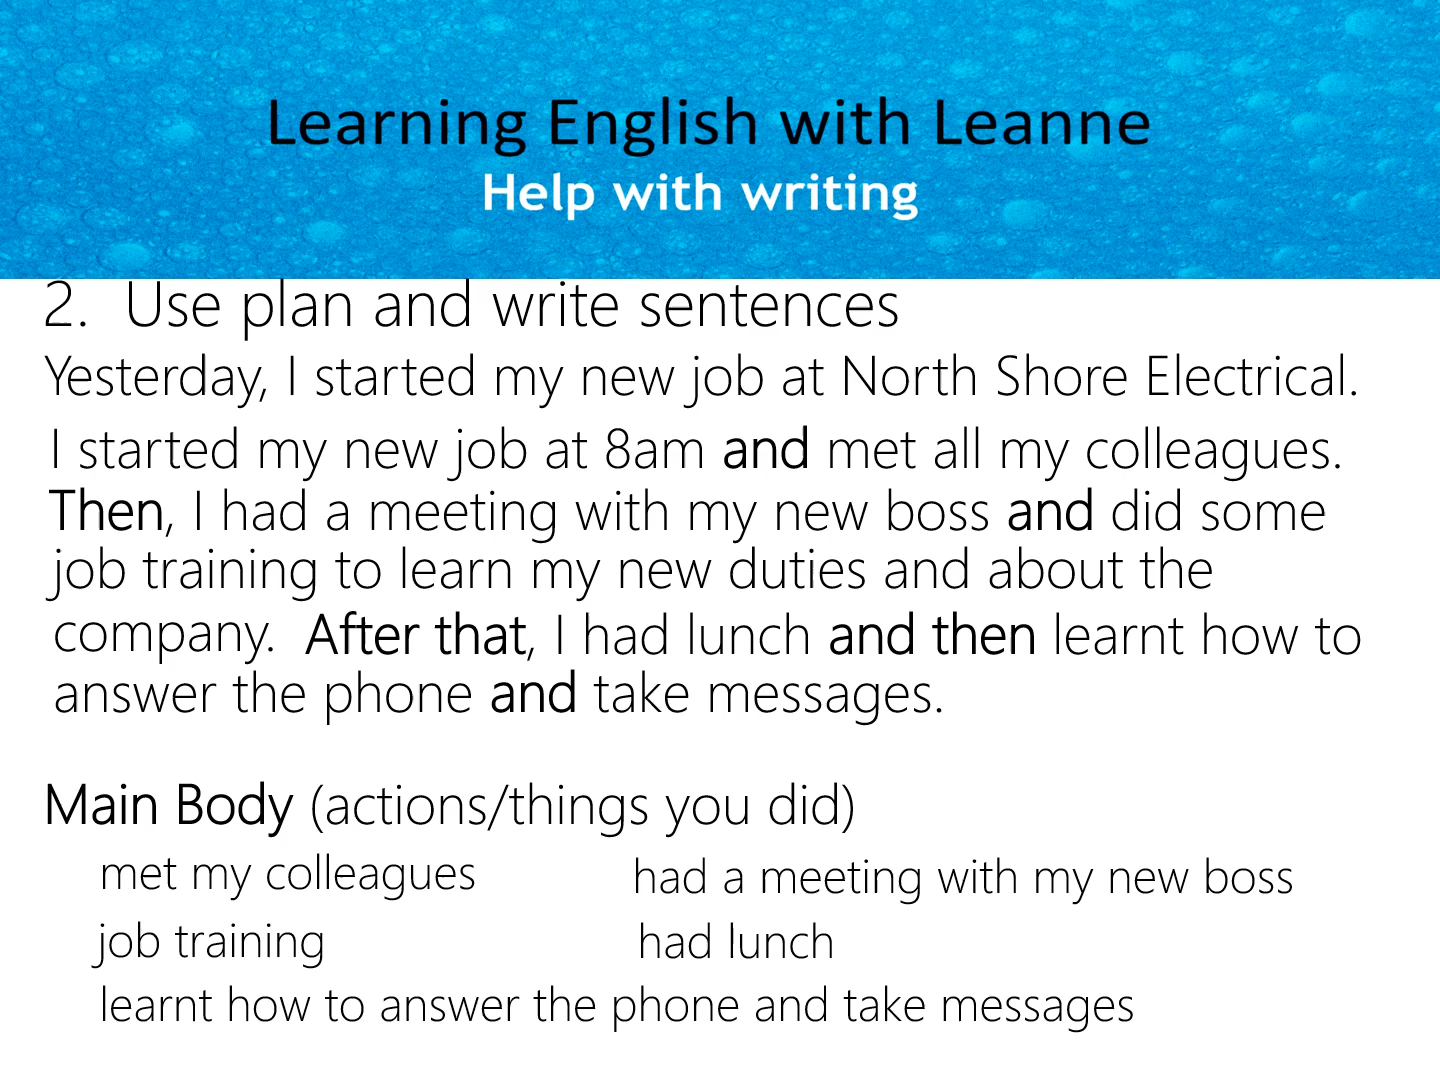 Learning English with Leanne
Help with writing
2. Use plan and write sentences
Yesterday, I started my new job at North Shore Electrical.
I started my new job at 8am and met all my colleagues.
Then, I had a meeting with my new boss and did some
job training to learn my new duties and about the
company. After that, I had lunch and then learnt how to
answer the phone and take messages.
Main Body (actions/things you did)
met my colleagues had a meeting with my new boss
job training had lunch
learnt how to answer the phone and take messages